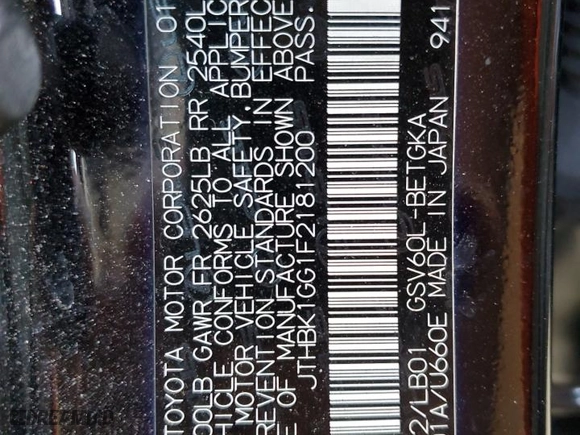 TOYOTA MOTOR CORPORATION 01
00LB GAWR FR 2625LB RR 2540L
HICLE CONFORMS TO ALL APPLIC
MOTOR VEHICLE SAFETY, BUMPER
REVENTION STANDARDS IN EFFEC
E OF MANUFACTURE SHOWN ABOVE
JTHBK1GG1F2181200 PASS.
2/LB01 GSV60L-BETGKA
1A/U660E MADE IN JAPAN S 941